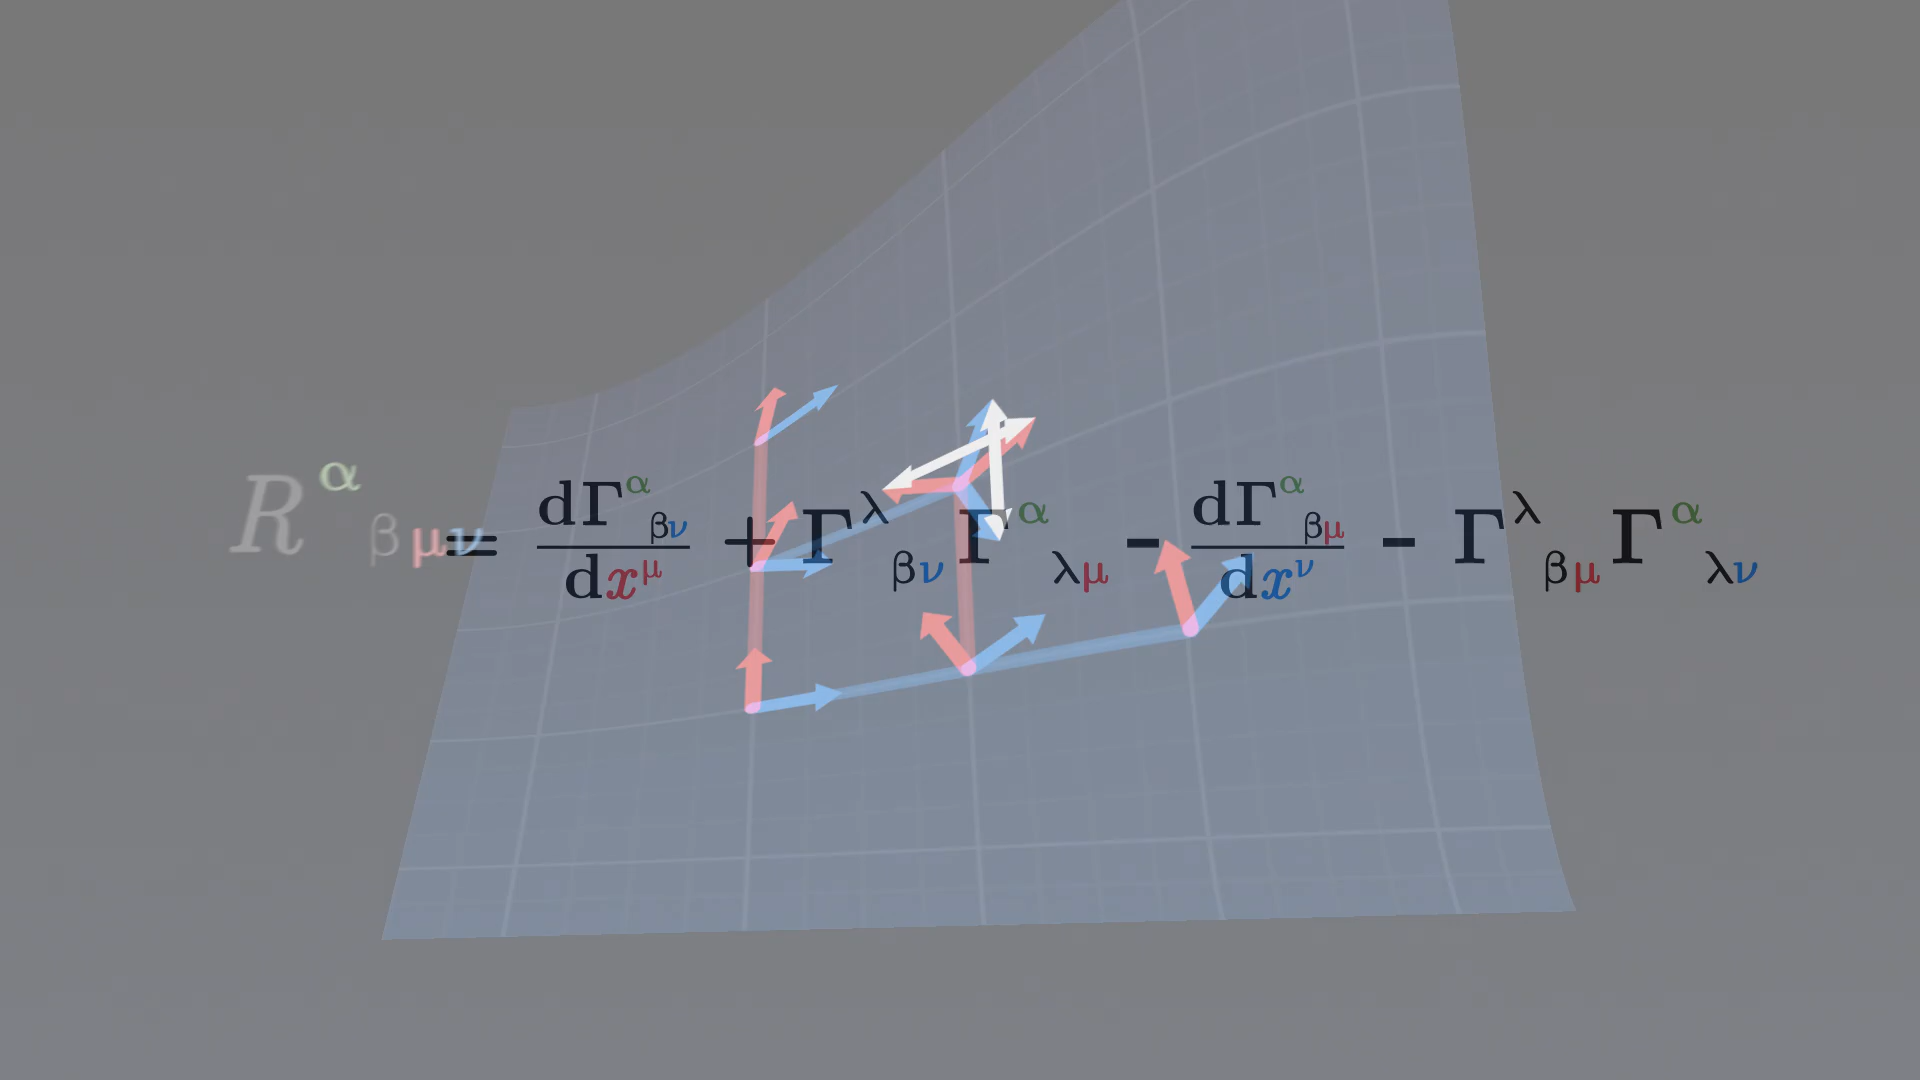 R^α_βμν = dΓ^α_βν/dx^μ + Γ^λ_βν Γ^α_λμ - dΓ^α_βμ/dx^ν - Γ^λ_βμ Γ^α_λν